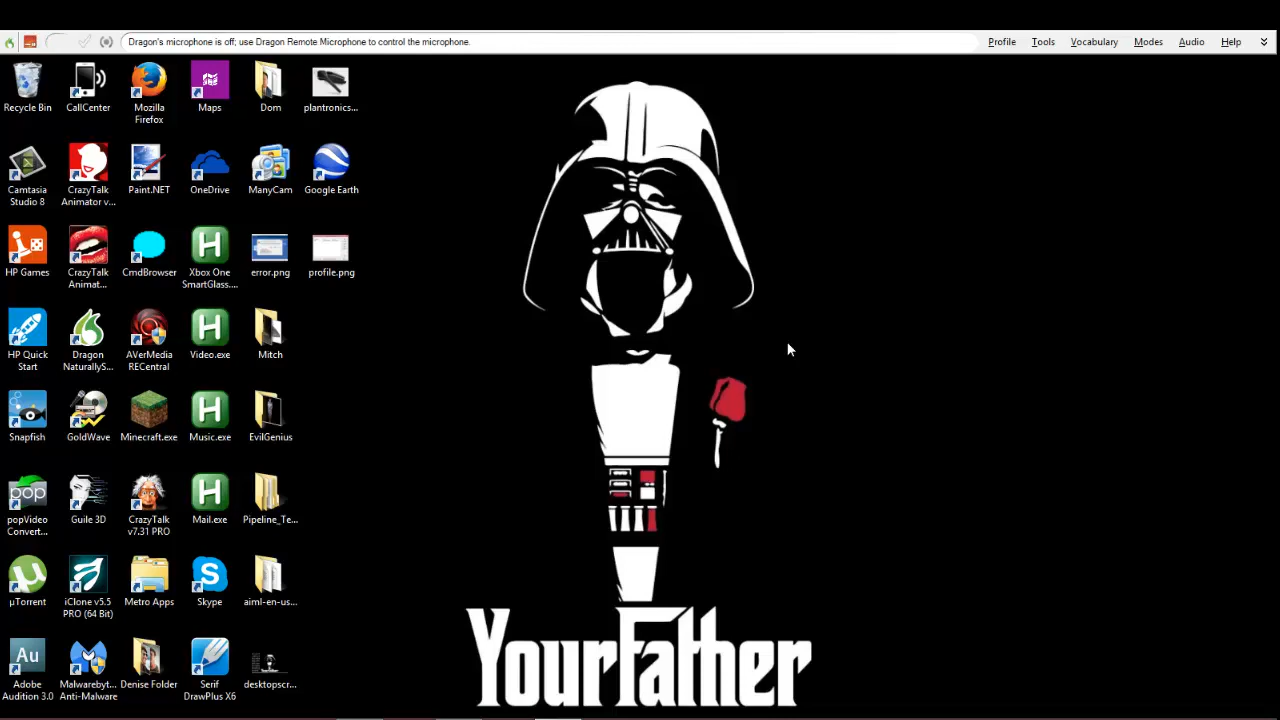 Dragon's microphone is off; use Dragon Remote Microphone to control the microphone.
Profile Tools Vocabulary Modes Audio Help
Recycle Bin
CallCenter
Mozilla
Firefox
Maps
Dom
plantronics...
Camtasia
Studio 8
CrazyTalk
Animator v...
Paint.NET
OneDrive
ManyCam
Google Earth
HP Games
CrazyTalk
Animat...
CmdBrowser
H
Xbox One
SmartGlass....
error.png
profile.png
HP Quick
Start
Dragon
NaturallyS...
AVerMedia
RECentral
H
Video.exe
Mitch
Snapfish
GoldWave
Minecraft.exe
H
Music.exe
EvilGenius
pop
popVideo
Convert...
Guile 3D
CrazyTalk
v7.31 PRO
H
Mail.exe
Pipeline_Te...
µ
µTorrent
iClone v5.5
PRO (64 Bit)
Metro Apps
S
Skype
aiml-en-us...
Au
Adobe
Audition 3.0
Malwarebyt...
Anti-Malware
Denise Folder
Serif
DrawPlus X6
desktopscr...
YourFather